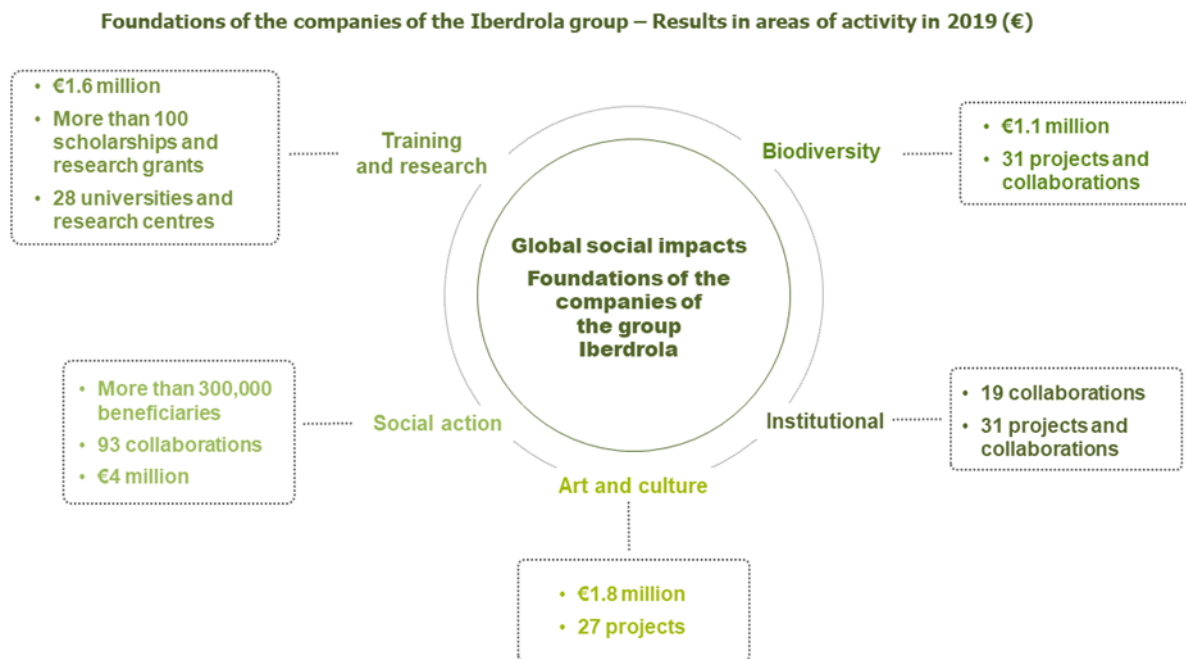 Foundations of the companies of the Iberdrola group – Results in areas of activity in 2019 (€)
• €1.6 million
• More than 100
scholarships and
research grants
• 28 universities and
research centres
Training
and research
Biodiversity
• €1.1 million
• 31 projects and
collaborations
Global social impacts
Foundations of the
companies of
the group
Iberdrola
• More than 300,000
beneficiaries
• 93 collaborations
• €4 million
Social action
Institutional
• 19 collaborations
• 31 projects and
collaborations
Art and culture
• €1.8 million
• 27 projects